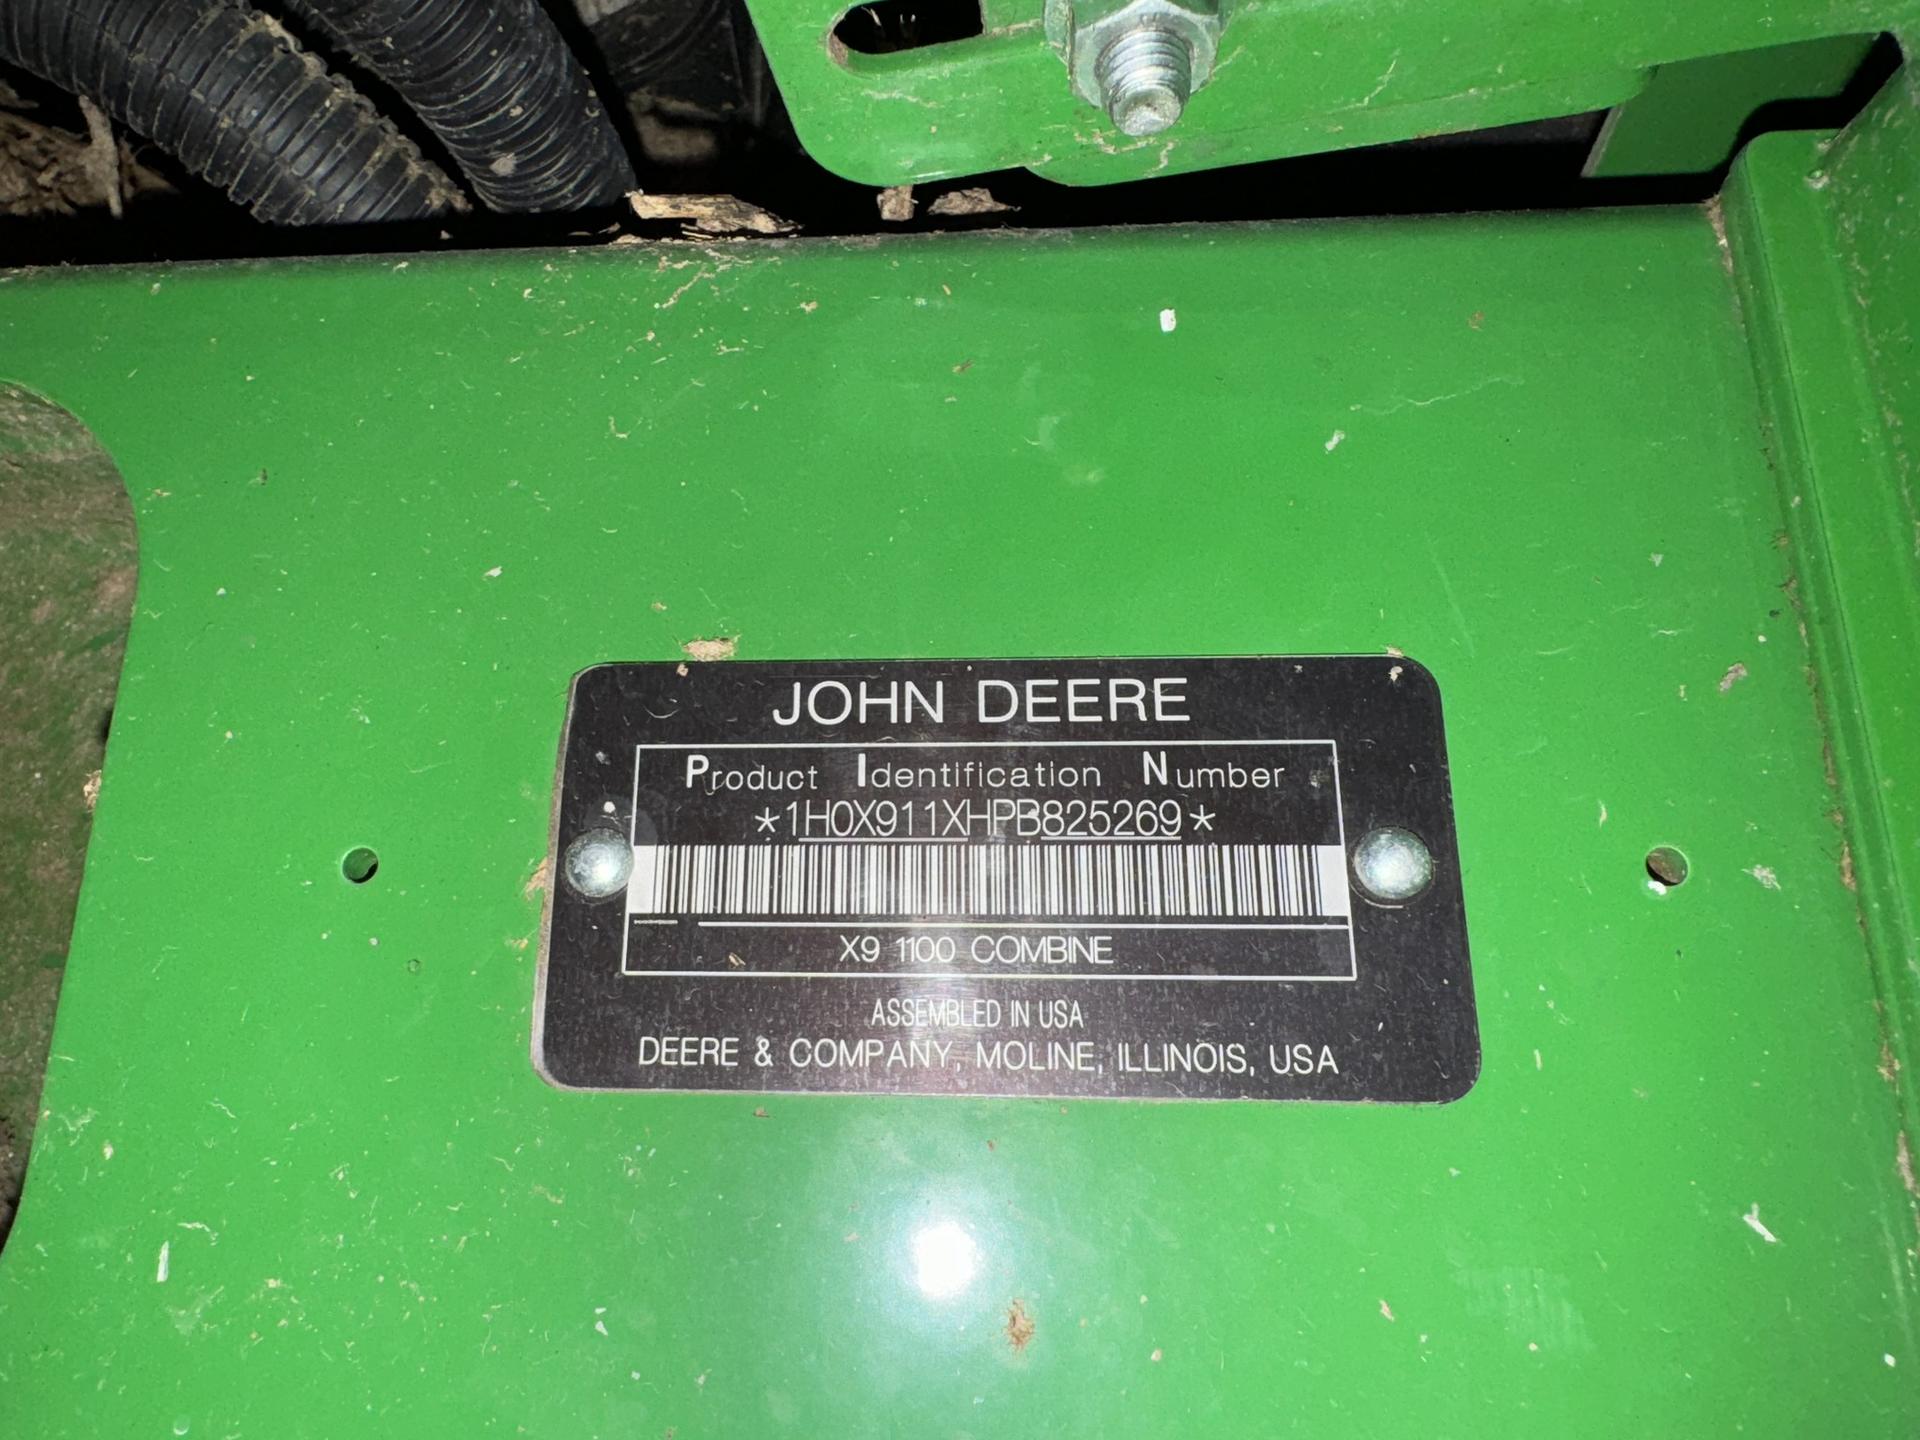 JOHN DEERE
Product Identification Number
*1H0X911XHPB825269*
X9 1100 COMBINE
ASSEMBLED IN USA
DEERE & COMPANY, MOLINE, ILLINOIS, USA